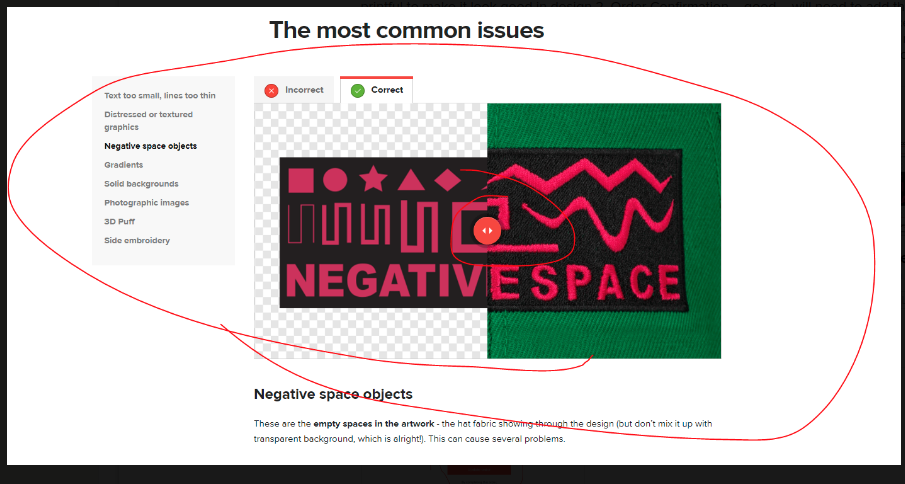 The most common issues
Text too small, lines too thin
Distressed or textured
graphics
Negative space objects
Gradients
Solid backgrounds
Photographic images
3D Puff
Side embroidery
Incorrect
Correct
NEGATIVE SPACE
Negative space objects
These are the empty spaces in the artwork - the hat fabric showing through the design (but don't mix it up with
transparent background, which is alright!). This can cause several problems.